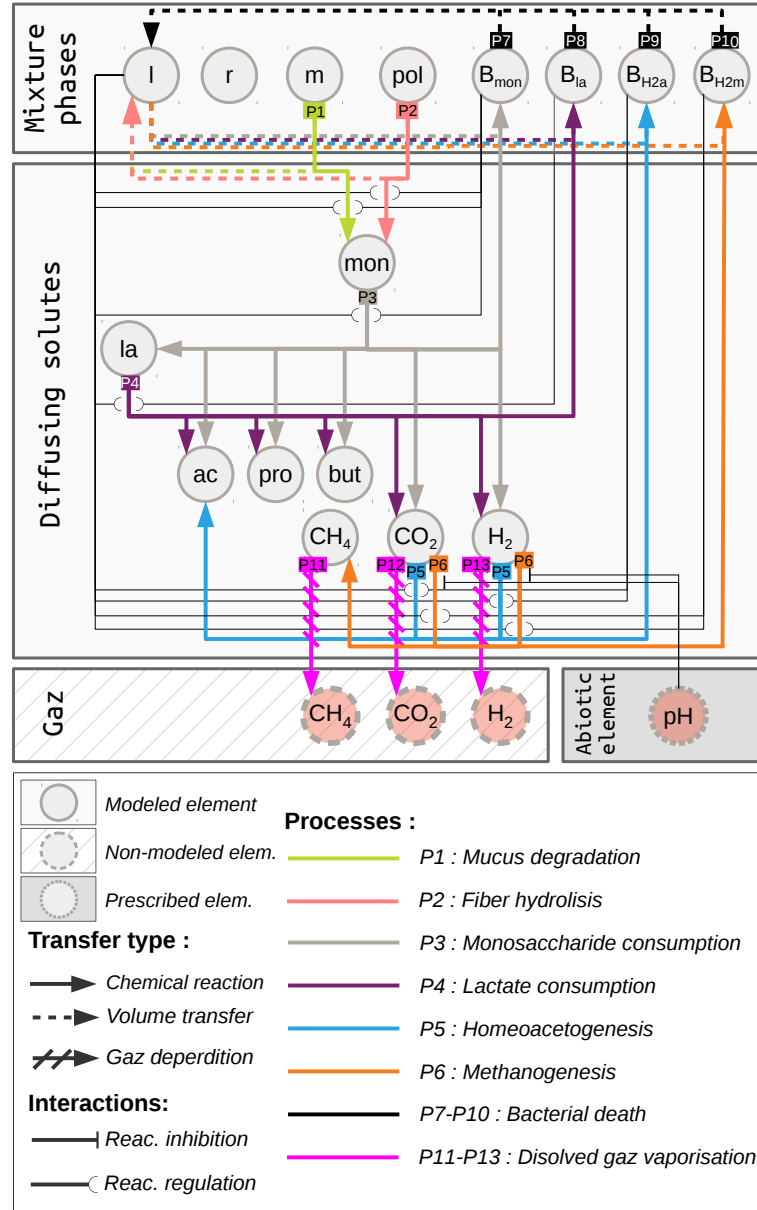 Mixture
phases
P7
P8
P9
P10
l
r
m
pol
Bmon
Bla
BH2a
BH2m
P1
P2
Diffusing solutes
mon
P3
la
P4
ac
pro
but
CH4
CO2
H2
P11
P12
P5
P6
P13
P5
P6
Gaz
CH4
CO2
H2
Abiotic
element
pH
Modeled element
Non-modeled elem.
Prescribed elem.
Transfer type :
Chemical reaction
Volume transfer
Gaz deperdition
Interactions:
Reac. inhibition
Reac. regulation
Processes :
P1 : Mucus degradation
P2 : Fiber hydrolisis
P3 : Monosaccharide consumption
P4 : Lactate consumption
P5 : Homeoacetogenesis
P6 : Methanogenesis
P7-P10 : Bacterial death
P11-P13 : Disolved gaz vaporisation